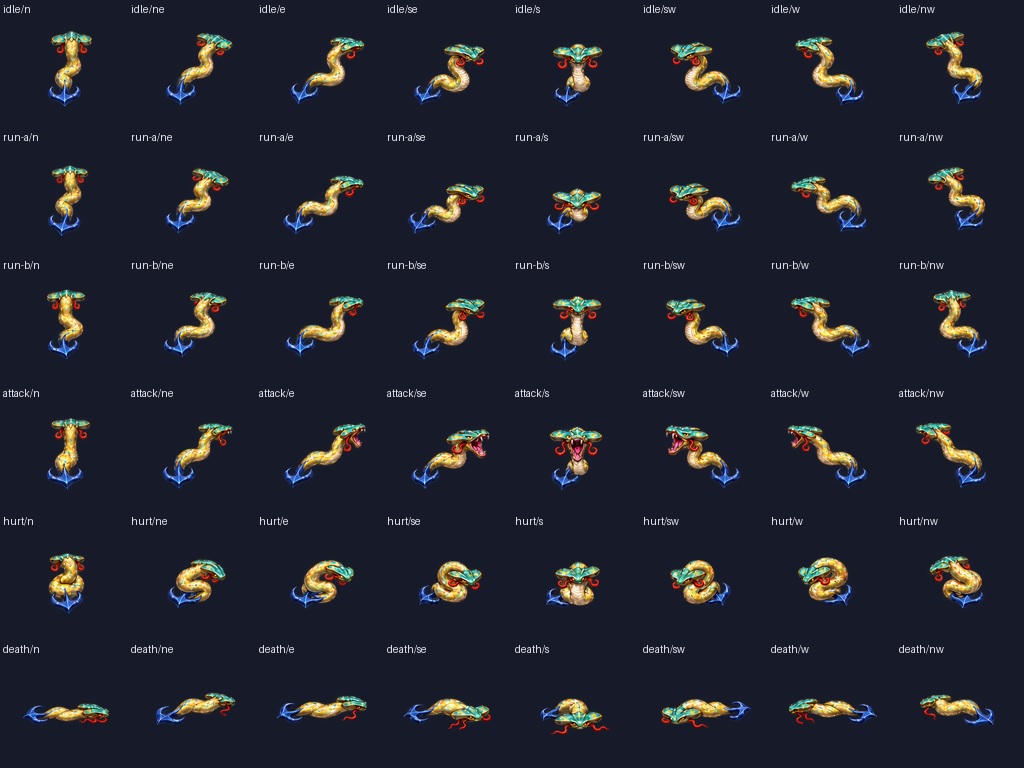 idle/n idle/ne idle/e idle/se idle/s idle/sw idle/w idle/nw
run-a/n run-a/ne run-a/e run-a/se run-a/s run-a/sw run-a/w run-a/nw
run-b/n run-b/ne run-b/e run-b/se run-b/s run-b/sw run-b/w run-b/nw
attack/n attack/ne attack/e attack/se attack/s attack/sw attack/w attack/nw
hurt/n hurt/ne hurt/e hurt/se hurt/s hurt/sw hurt/w hurt/nw
death/n death/ne death/e death/se death/s death/sw death/w death/nw